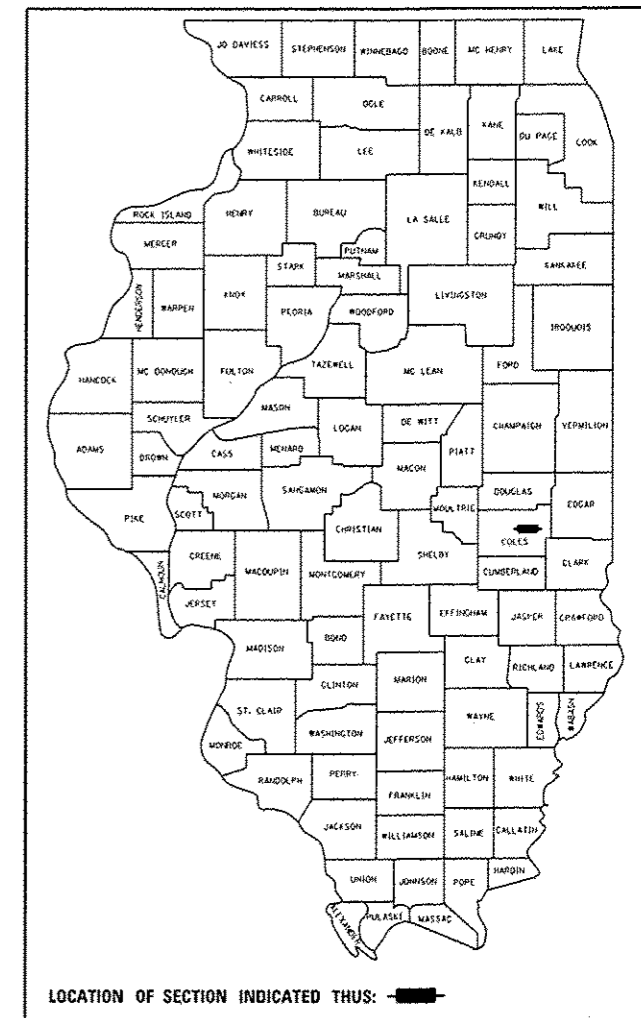 JO DAVIESS STEPHENSON WINNEBAGO BOONE MC HENRY LAKE
CARROLL OGLE DE KALB KANE DU PAGE COOK
WHITESIDE LEE KENDALL WILL
ROCK ISLAND HENRY BUREAU LA SALLE GRUNDY
MERCER STARK PUTNAM MARSHALL KANKAKEE
HENDERSON WARREN KNOX PEORIA WOODFORD LIVINGSTON IROQUOIS
HANCOCK MC DONOUGH FULTON TAZEWELL MC LEAN FORD
SCHUYLER MASON LOGAN DE WITT CHAMPAIGN VERMILION
ADAMS BROWN CASS MENARD MACON PIATT
PIKE SCOTT MORGAN SANGAMON CHRISTIAN MOULTRIE DOUGLAS EDGAR
COLES
CALHOUN GREENE MACOUPIN MONTGOMERY SHELBY CUMBERLAND CLARK
JERSEY FAYETTE EFFINGHAM JASPER CRAWFORD
MADISON BOND CLAY RICHLAND LAWRENCE
CLINTON MARION
ST. CLAIR WASHINGTON WAYNE EDWARDS WABASH
MONROE JEFFERSON
RANDOLPH PERRY HAMILTON WHITE
FRANKLIN
JACKSON WILLIAMSON SALINE GALLATIN
UNION JOHNSON POPE HARDIN
ALEXANDER PULASKI MASSAC
LOCATION OF SECTION INDICATED THUS: